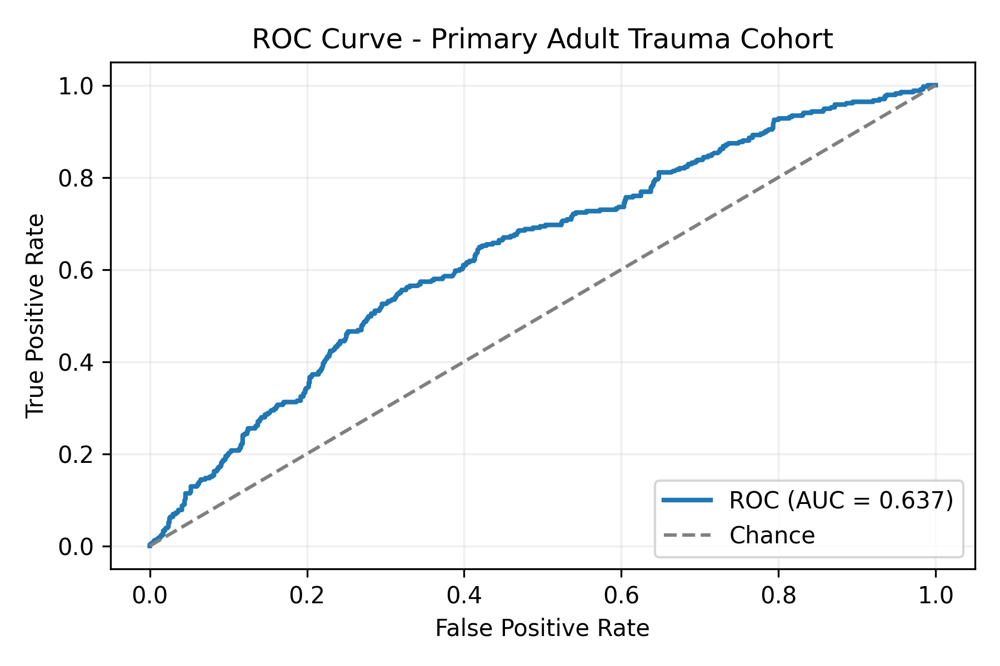 ROC Curve - Primary Adult Trauma Cohort
True Positive Rate
1.0
0.8
0.6
0.4
0.2
0.0
ROC (AUC = 0.637)
Chance
0.0 0.2 0.4 0.6 0.8 1.0
False Positive Rate